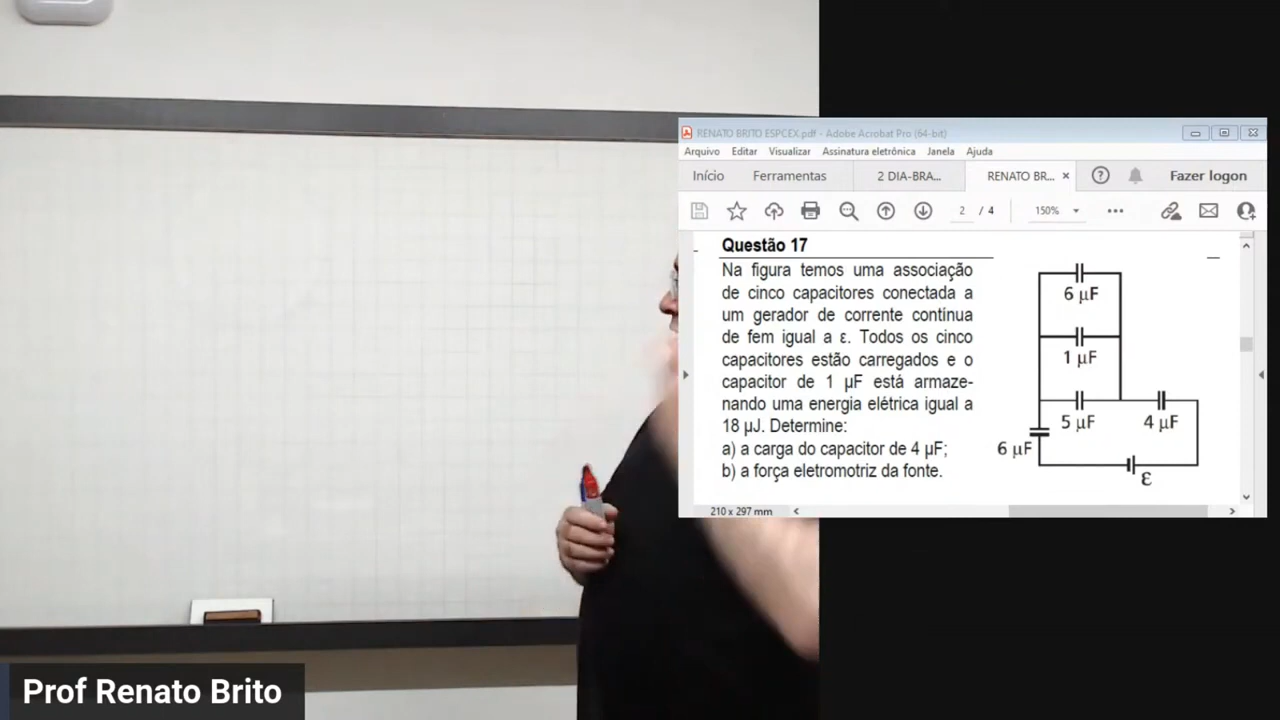 RENATO BRITO ESPCEX.pdf - Adobe Acrobat Pro (64-bit)
Arquivo Editar Visualizar Assinatura eletrônica Janela Ajuda
Início Ferramentas 2 DIA-BRA... RENATO BR... × Fazer logon
2 / 4 150%
Questão 17
Na figura temos uma associação
de cinco capacitores conectada a
um gerador de corrente contínua
de fem igual a ε. Todos os cinco
capacitores estão carregados e o
capacitor de 1 μF está armaze-
nando uma energia elétrica igual a
18 μJ. Determine:
a) a carga do capacitor de 4 μF;
b) a força eletromotriz da fonte.
6 μF
1 μF
5 μF
4 μF
6 μF
ε
210 x 297 mm
Prof Renato Brito